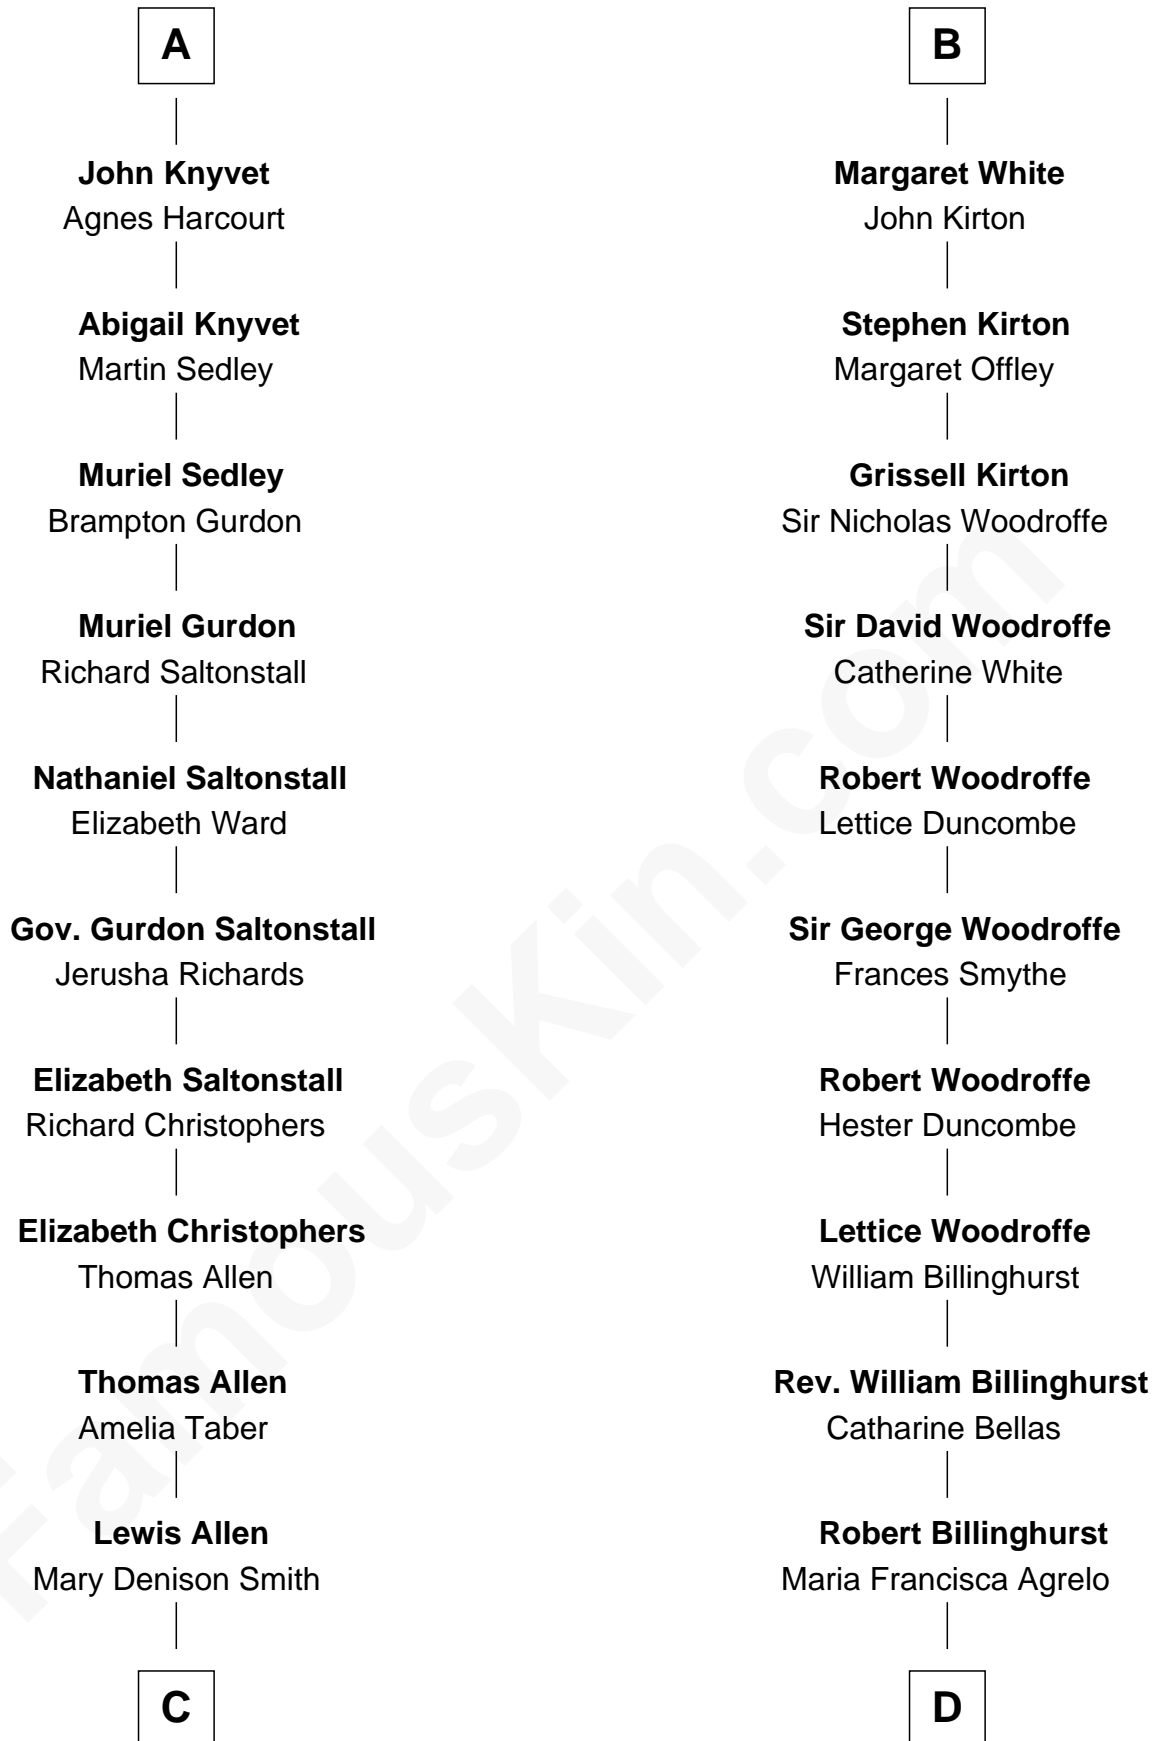 A
John Knyvet
Agnes Harcourt
Abigail Knyvet
Martin Sedley
Muriel Sedley
Brampton Gurdon
Muriel Gurdon
Richard Saltonstall
Nathaniel Saltonstall
Elizabeth Ward
Gov. Gurdon Saltonstall
Jerusha Richards
Elizabeth Saltonstall
Richard Christophers
Elizabeth Christophers
Thomas Allen
Thomas Allen
Amelia Taber
Lewis Allen
Mary Denison Smith
C
B
Margaret White
John Kirton
Stephen Kirton
Margaret Offley
Grissell Kirton
Sir Nicholas Woodroffe
Sir David Woodroffe
Catherine White
Robert Woodroffe
Lettice Duncombe
Sir George Woodroffe
Frances Smythe
Robert Woodroffe
Hester Duncombe
Lettice Woodroffe
William Billinghurst
Rev. William Billinghurst
Catharine Bellas
Robert Billinghurst
Maria Francisca Agrelo
D
FamousKin.com